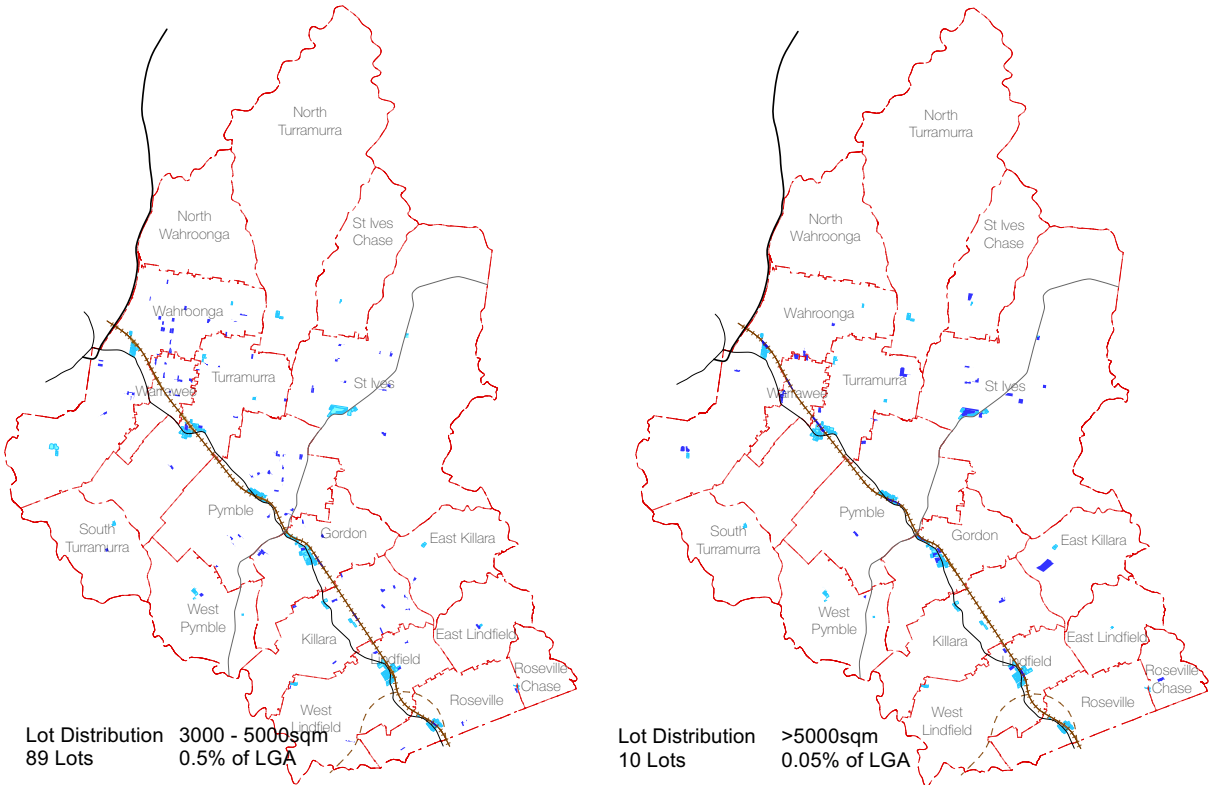 North
Turramurra
North
Wahroonga
St Ives
Chase
Wahroonga
Turramurra
Warrawee
St Ives
Pymble
South
Turramurra
Gordon
East Killara
West
Pymble
Killara
East Lindfield
Lindfield
Roseville
Chase
Roseville
West
Lindfield
Lot Distribution 3000 - 5000sqm
89 Lots 0.5% of LGA
North
Turramurra
North
Wahroonga
St Ives
Chase
Wahroonga
Turramurra
Warrawee
St Ives
Pymble
South
Turramurra
Gordon
East Killara
West
Pymble
Killara
East Lindfield
Lindfield
Roseville
Chase
Roseville
West
Lindfield
Lot Distribution >5000sqm
10 Lots 0.05% of LGA